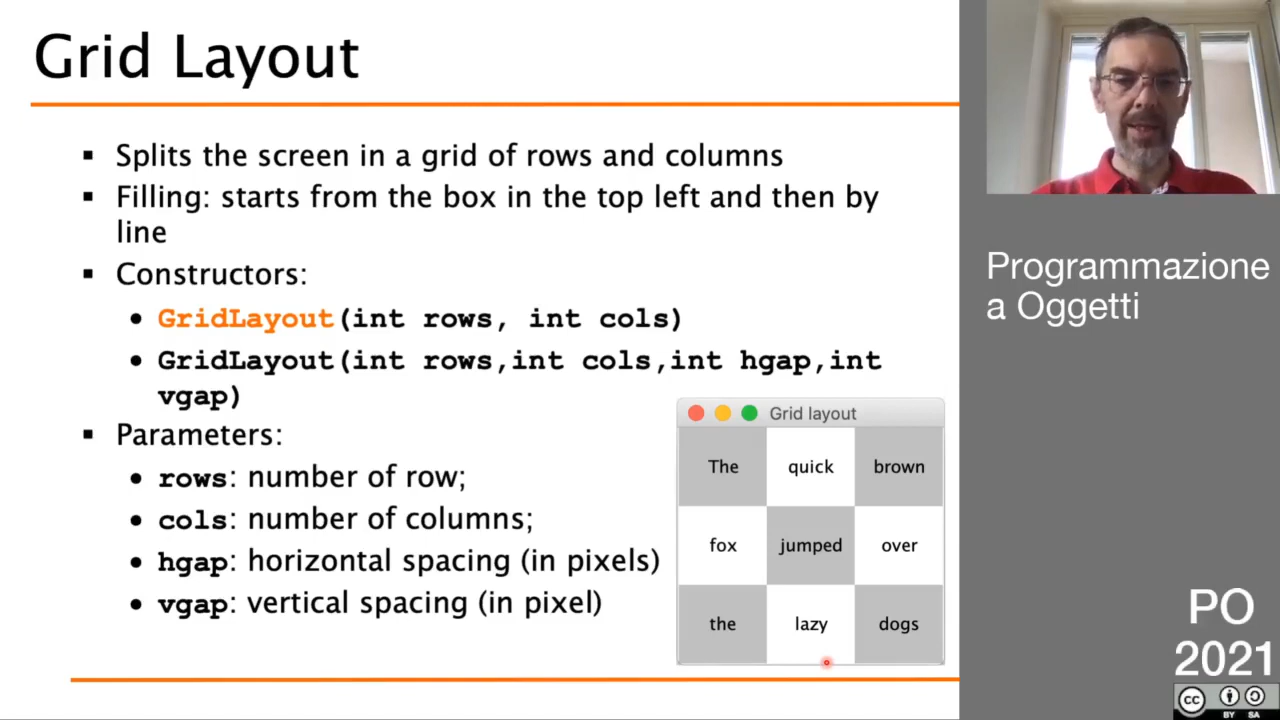 Grid Layout
Splits the screen in a grid of rows and columns
Filling: starts from the box in the top left and then by
line
Constructors:
GridLayout(int rows, int cols)
GridLayout(int rows,int cols,int hgap,int
vgap)
Parameters:
rows: number of row;
cols: number of columns;
hgap: horizontal spacing (in pixels)
vgap: vertical spacing (in pixel)
Grid layout
The quick brown
fox jumped over
the lazy dogs
Programmazione
a Oggetti
PO
2021
cc
BY SA